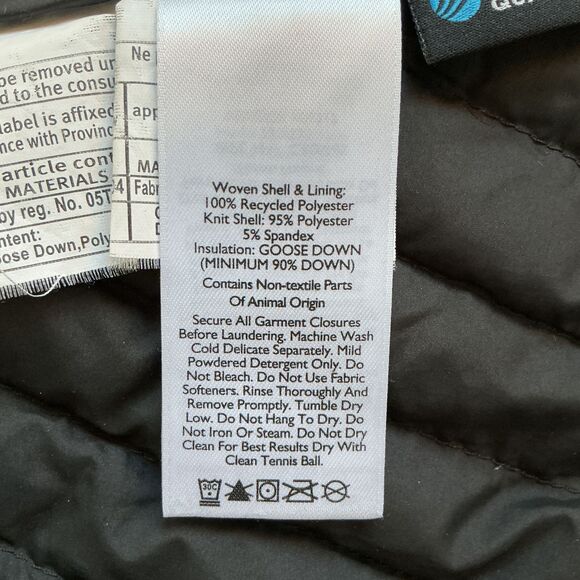 be removed
d to the consu
label is affixed
nce with Provinc
article cont
MATERIALS
by reg. No. 05T
ntent:
oose Down, Poly
Ne
app
MA
Fabr
Woven Shell & Lining:
100% Recycled Polyester
Knit Shell: 95% Polyester
5% Spandex
Insulation: GOOSE DOWN
(MINIMUM 90% DOWN)
Contains Non-textile Parts
Of Animal Origin
Secure All Garment Closures
Before Laundering. Machine Wash
Cold Delicate Separately. Mild
Powdered Detergent Only. Do
Not Bleach. Do Not Use Fabric
Softeners. Rinse Thoroughly And
Remove Promptly. Tumble Dry
Low. Do Not Hang To Dry. Do
Not Iron Or Steam. Do Not Dry
Clean For Best Results Dry With
Clean Tennis Ball.
30C